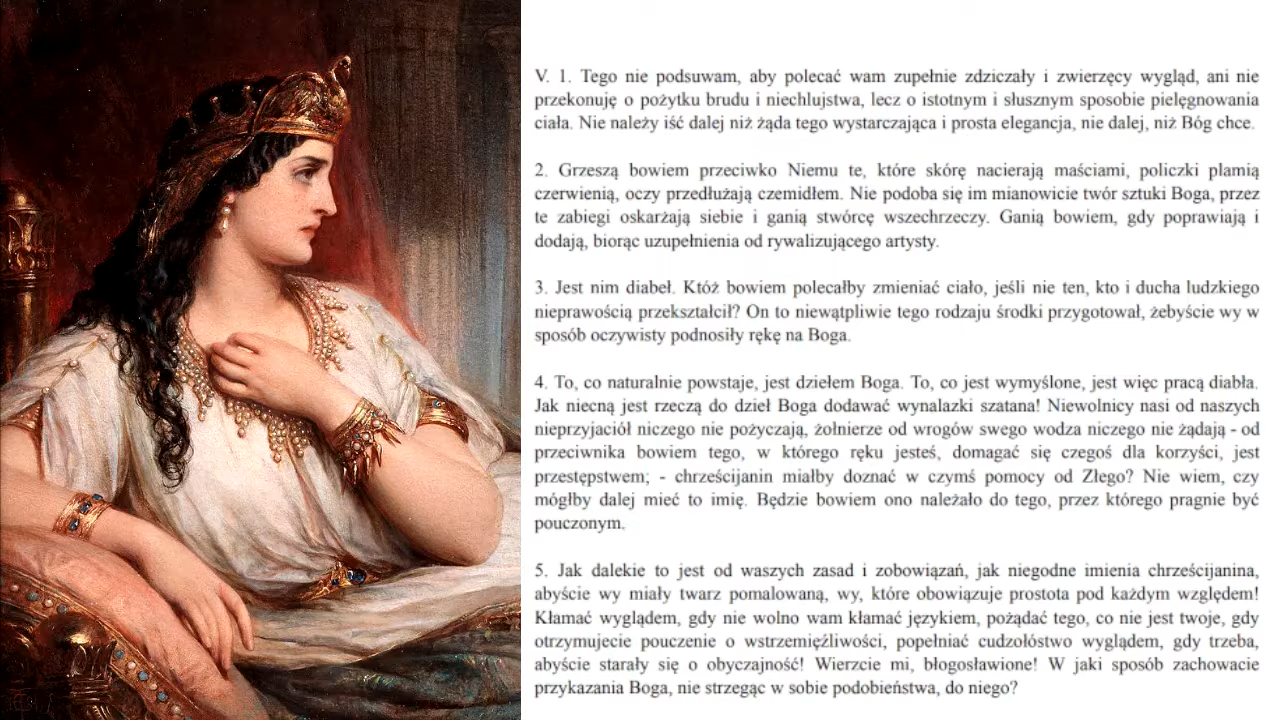 V. 1. Tego nie podsuwam, aby polecać wam zupełnie zdziczały i zwierzęcy wygląd, ani nie
przekonuję o pożytku brudu i niechlujstwa, lecz o istotnym i słusznym sposobie pielęgnowania
ciała. Nie należy iść dalej niż żąda tego wystarczająca i prosta elegancja, nie dalej, niż Bóg chce.
2. Grzeszą bowiem przeciwko Niemu te, które skórę nacierają maściami, policzki plamią
czerwienią, oczy przedłużają czemidłem. Nie podoba się im mianowicie twór sztuki Boga, przez
te zabiegi oskarżają siebie i ganią stwórcę wszechrzeczy. Ganią bowiem, gdy poprawiają i
dodają, biorąc uzupełnienia od rywalizującego artysty.
3. Jest nim diabeł. Któż bowiem polecałby zmieniać ciało, jeśli nie ten, kto i ducha ludzkiego
nieprawością przekształcił? On to niewątpliwie tego rodzaju środki przygotował, żebyście wy w
sposób oczywisty podnosiły rękę na Boga.
4. To, co naturalnie powstaje, jest dziełem Boga. To, co jest wymyślone, jest więc pracą diabła.
Jak niecną jest rzeczą do dzieł Boga dodawać wynalazki szatana! Niewolnicy nasi od naszych
nieprzyjaciół niczego nie pożyczają, żołnierze od wrogów swego wodza niczego nie żądają - od
przeciwnika bowiem tego, w którego ręku jesteś, domagać się czegoś dla korzyści, jest
przestępstwem; - chrześcijanin miałby doznać w czymś pomocy od Złego? Nie wiem, czy
mógłby dalej mieć to imię. Będzie bowiem ono należało do tego, przez którego pragnie być
pouczonym.
5. Jak dalekie to jest od waszych zasad i zobowiązań, jak niegodne imienia chrześcijanina,
abyście wy miały twarz pomalowaną, wy, które obowiązuje prostota pod każdym względem!
Kłamać wyglądem, gdy nie wolno wam kłamać językiem, pożądać tego, co nie jest twoje, gdy
otrzymujecie pouczenie o wstrzemięźliwości, popełniać cudzołóstwo wyglądem, gdy trzeba,
abyście starały się o obyczajność! Wierzcie mi, błogosławione! W jaki sposób zachowacie
przykazania Boga, nie strzegąc w sobie podobieństwa, do niego?